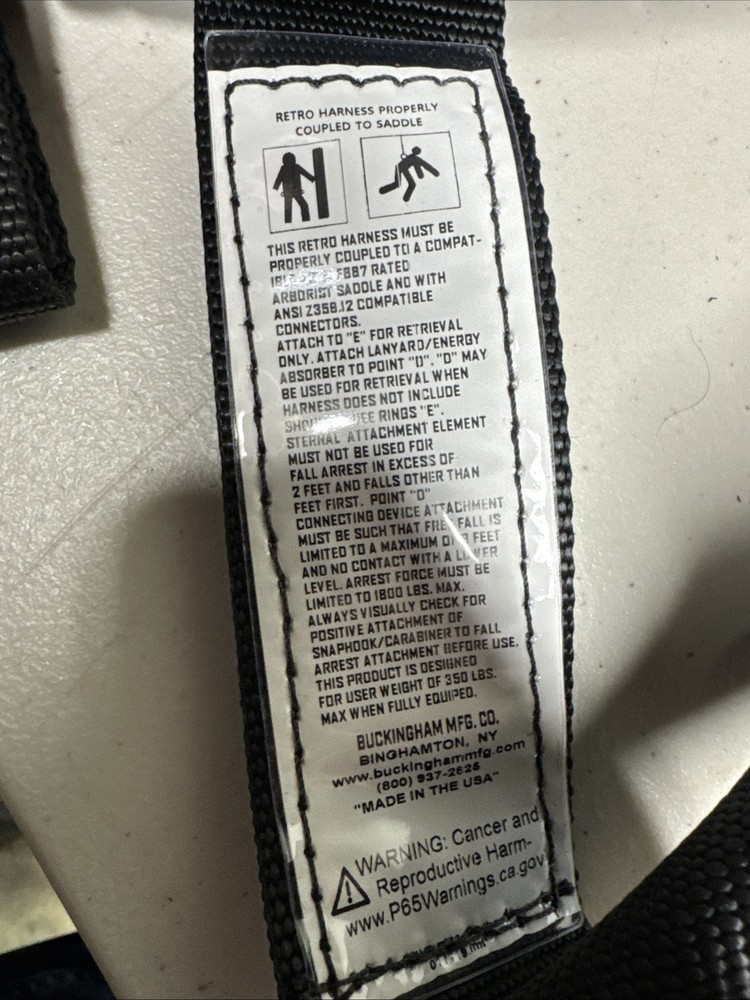 RETRO HARNESS PROPERLY
COUPLED TO SADDLE
THIS RETRO HARNESS MUST BE
PROPERLY COUPLED TO A COMPAT-
F887 RATED
ARBORIST SADDLE AND WITH
ANSI Z359.12 COMPATIBLE
CONNECTORS.
ATTACH TO "E" FOR RETRIEVAL
ONLY. ATTACH LANYARD/ENERGY
ABSORBER TO POINT "D". "D" MAY
BE USED FOR RETRIEVAL WHEN
HARNESS DOES NOT INCLUDE
RINGS "E".
STERNAL ATTACHMENT ELEMENT
MUST NOT BE USED FOR
FALL ARREST IN EXCESS OF
2 FEET AND FALLS OTHER THAN
FEET FIRST. POINT "D"
CONNECTING DEVICE ATTACHMENT
MUST BE SUCH THAT FREE FALL IS
LIMITED TO A MAXIMUM OF FEET
AND NO CONTACT WITH A LOWER
LEVEL. ARREST FORCE MUST BE
LIMITED TO 1800 LBS. MAX.
ALWAYS VISUALLY CHECK FOR
POSITIVE ATTACHMENT OF
SNAPHOOK/CARABINER TO FALL
ARREST ATTACHMENT BEFORE USE.
THIS PRODUCT IS DESIGNED
FOR USER WEIGHT OF 350 LBS.
MAX WHEN FULLY EQUIPED.
BUCKINGHAM MFG. CO.
BINGHAMTON, NY
www.buckinghammfg.com
(800) 937-2825
"MADE IN THE USA"
WARNING: Cancer and
Reproductive Harm-
www.P65Warnings.ca.gov